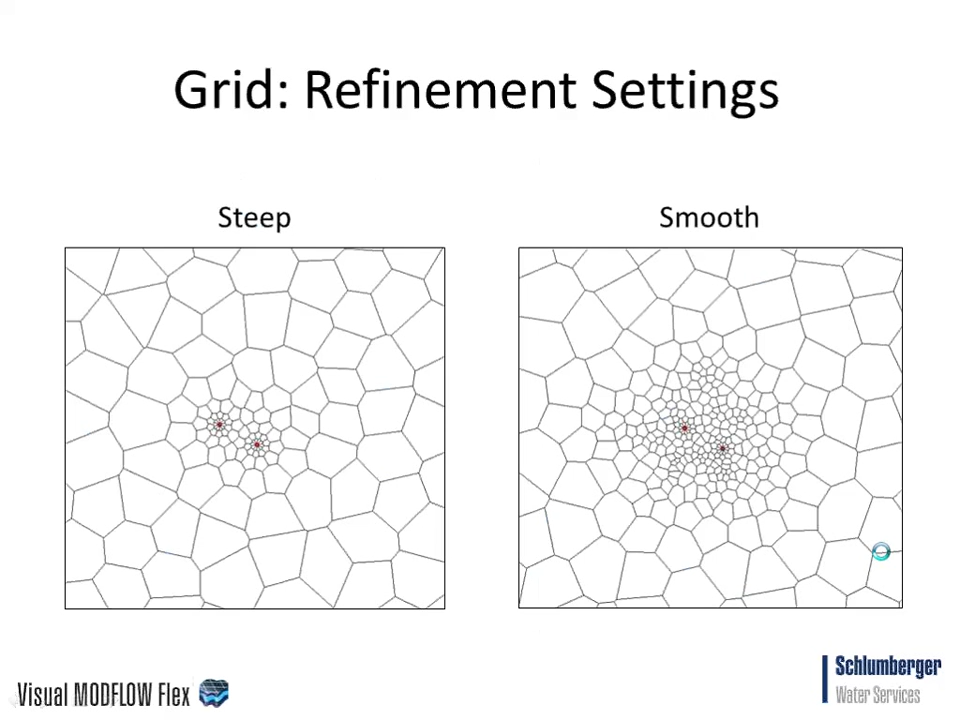 Grid: Refinement Settings
Steep
Smooth
Visual MODFLOW Flex
Schlumberger
Water Services